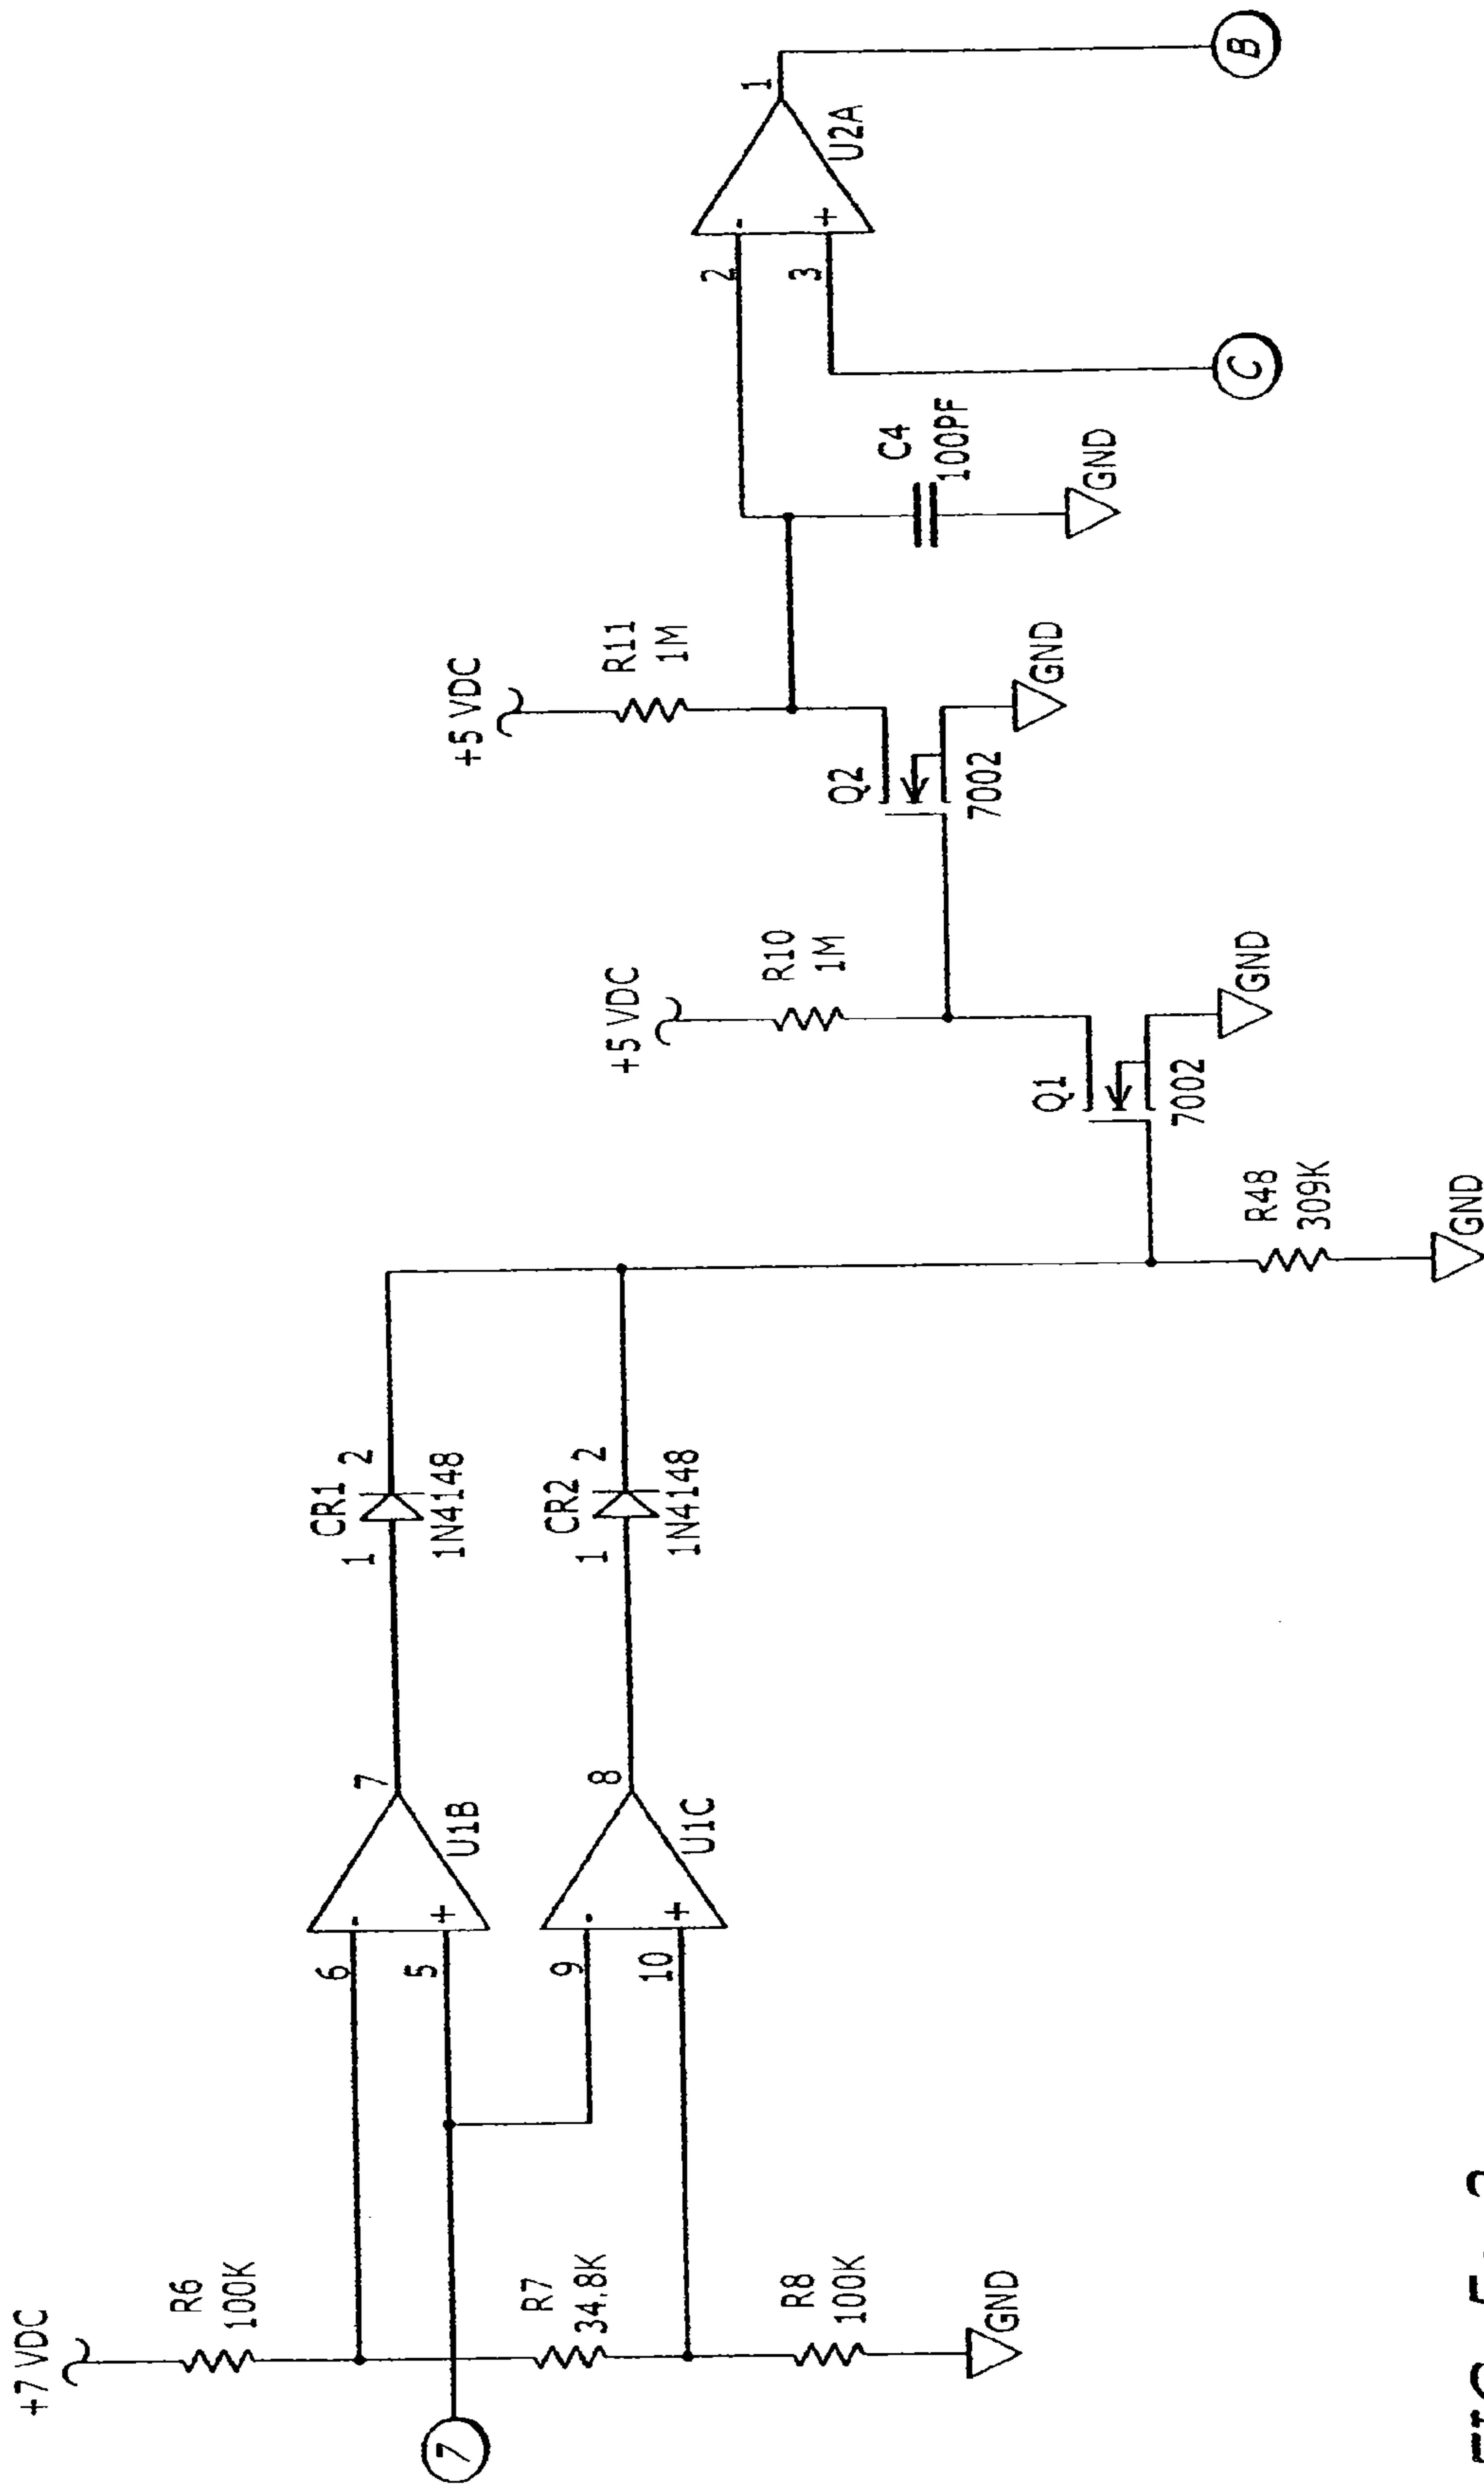 +7 VDC
R6
100K
7
R7
34.8K
R8
100K
GND
6
5
-
+
7
U1B
9
10
-
+
8
U1C
1
CR1
2
1N4148
1
CR2
2
1N4148
R48
309K
GND
+5 VDC
R10
1M
Q1
7002
GND
+5 VDC
R11
1M
Q2
7002
GND
C4
100PF
GND
2
3
-
+
1
U2A
C
B